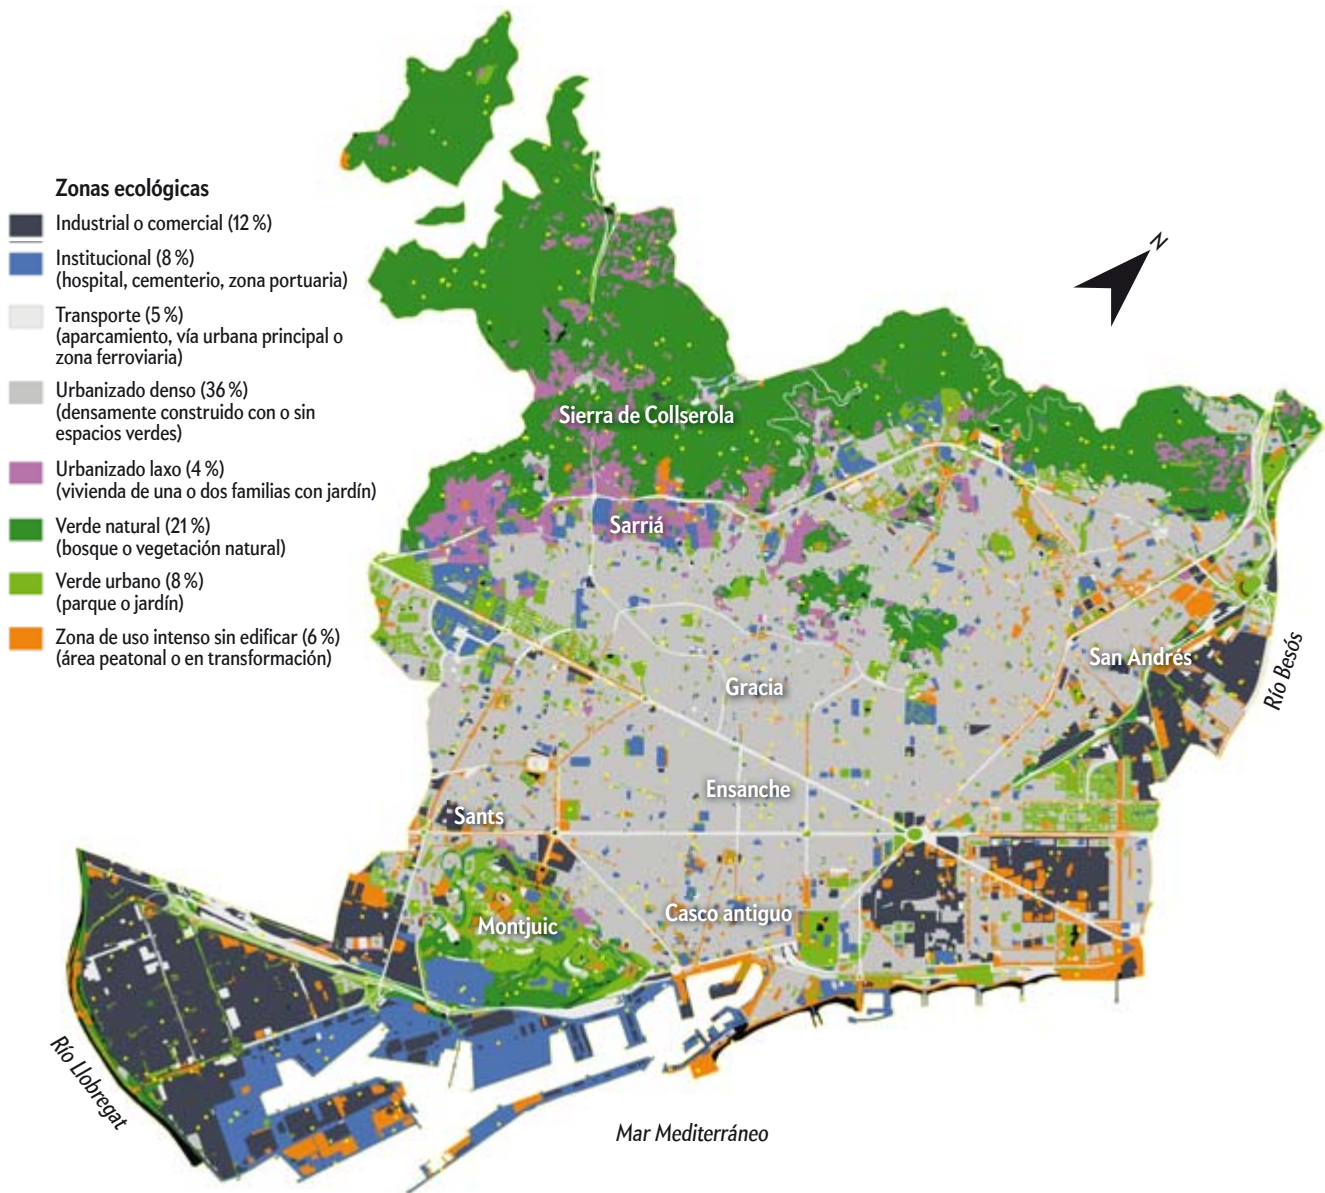 Zonas ecológicas
Industrial o comercial (12 %)
Institucional (8 %)
(hospital, cementerio, zona portuaria)
Transporte (5 %)
(aparcamiento, vía urbana principal o
zona ferroviaria)
Urbanizado denso (36 %)
(densamente construido con o sin
espacios verdes)
Urbanizado laxo (4 %)
(vivienda de una o dos familias con jardín)
Verde natural (21 %)
(bosque o vegetación natural)
Verde urbano (8 %)
(parque o jardín)
Zona de uso intenso sin edificar (6 %)
(área peatonal o en transformación)
N
Sierra de Collserola
Sarriá
San Andrés
Río Besós
Gracia
Ensanche
Sants
Casco antiguo
Montjuic
Río Llobregat
Mar Mediterráneo